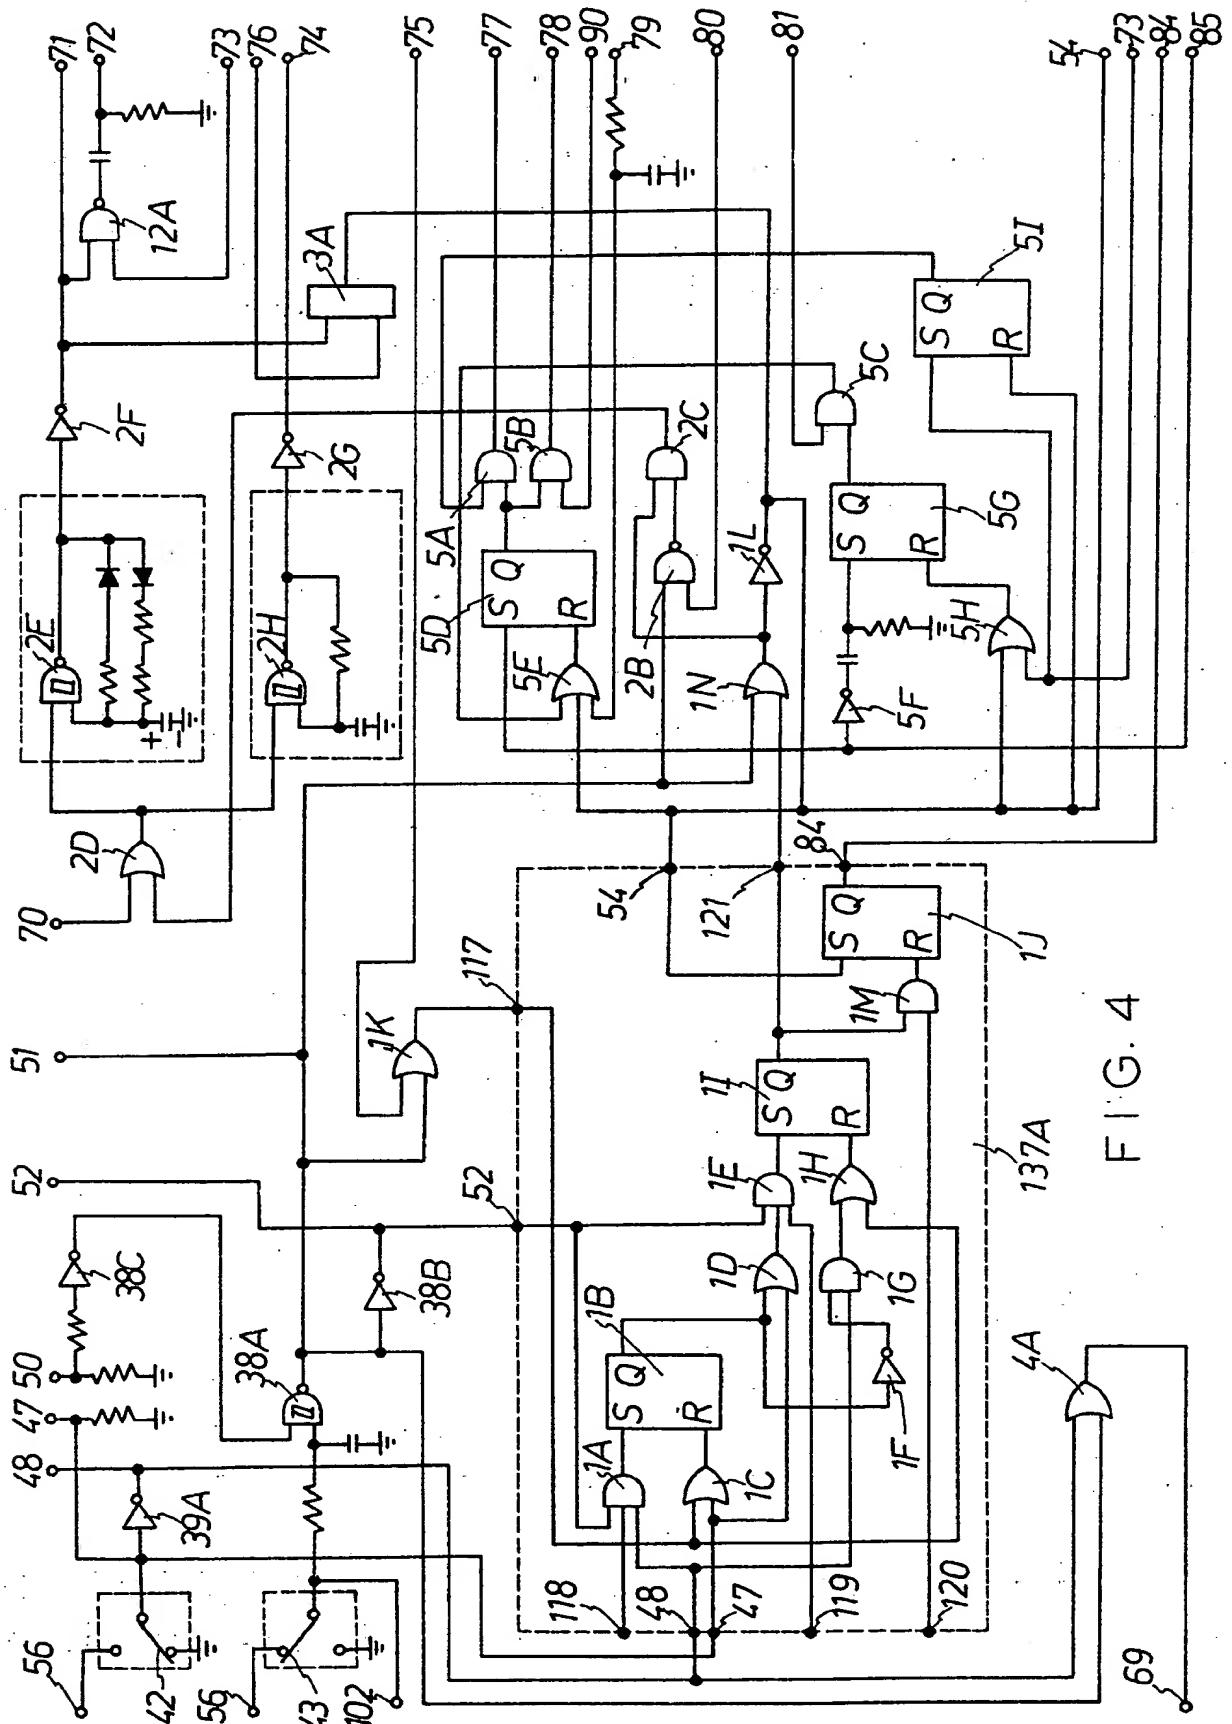 56
42
56
43
102
48
47
50
52
51
70
71
72
73
76
74
75
77
78
90
79
80
81
54
73
84
85
39A
38C
38A
38B
2D
2E
2F
12A
2H
2G
3A
1K
117
52
5A
5B
5D
S Q
R
5E
2B
2C
1N
1L
5C
5F
5G
S Q
R
5H
5I
S Q
R
54
121
84
118
48
47
119
120
1A
1B
S Q
R
1C
1D
1E
1F
1G
1H
1I
S Q
R
1M
1J
S Q
R
137A
4A
69
+
-
FIG. 4